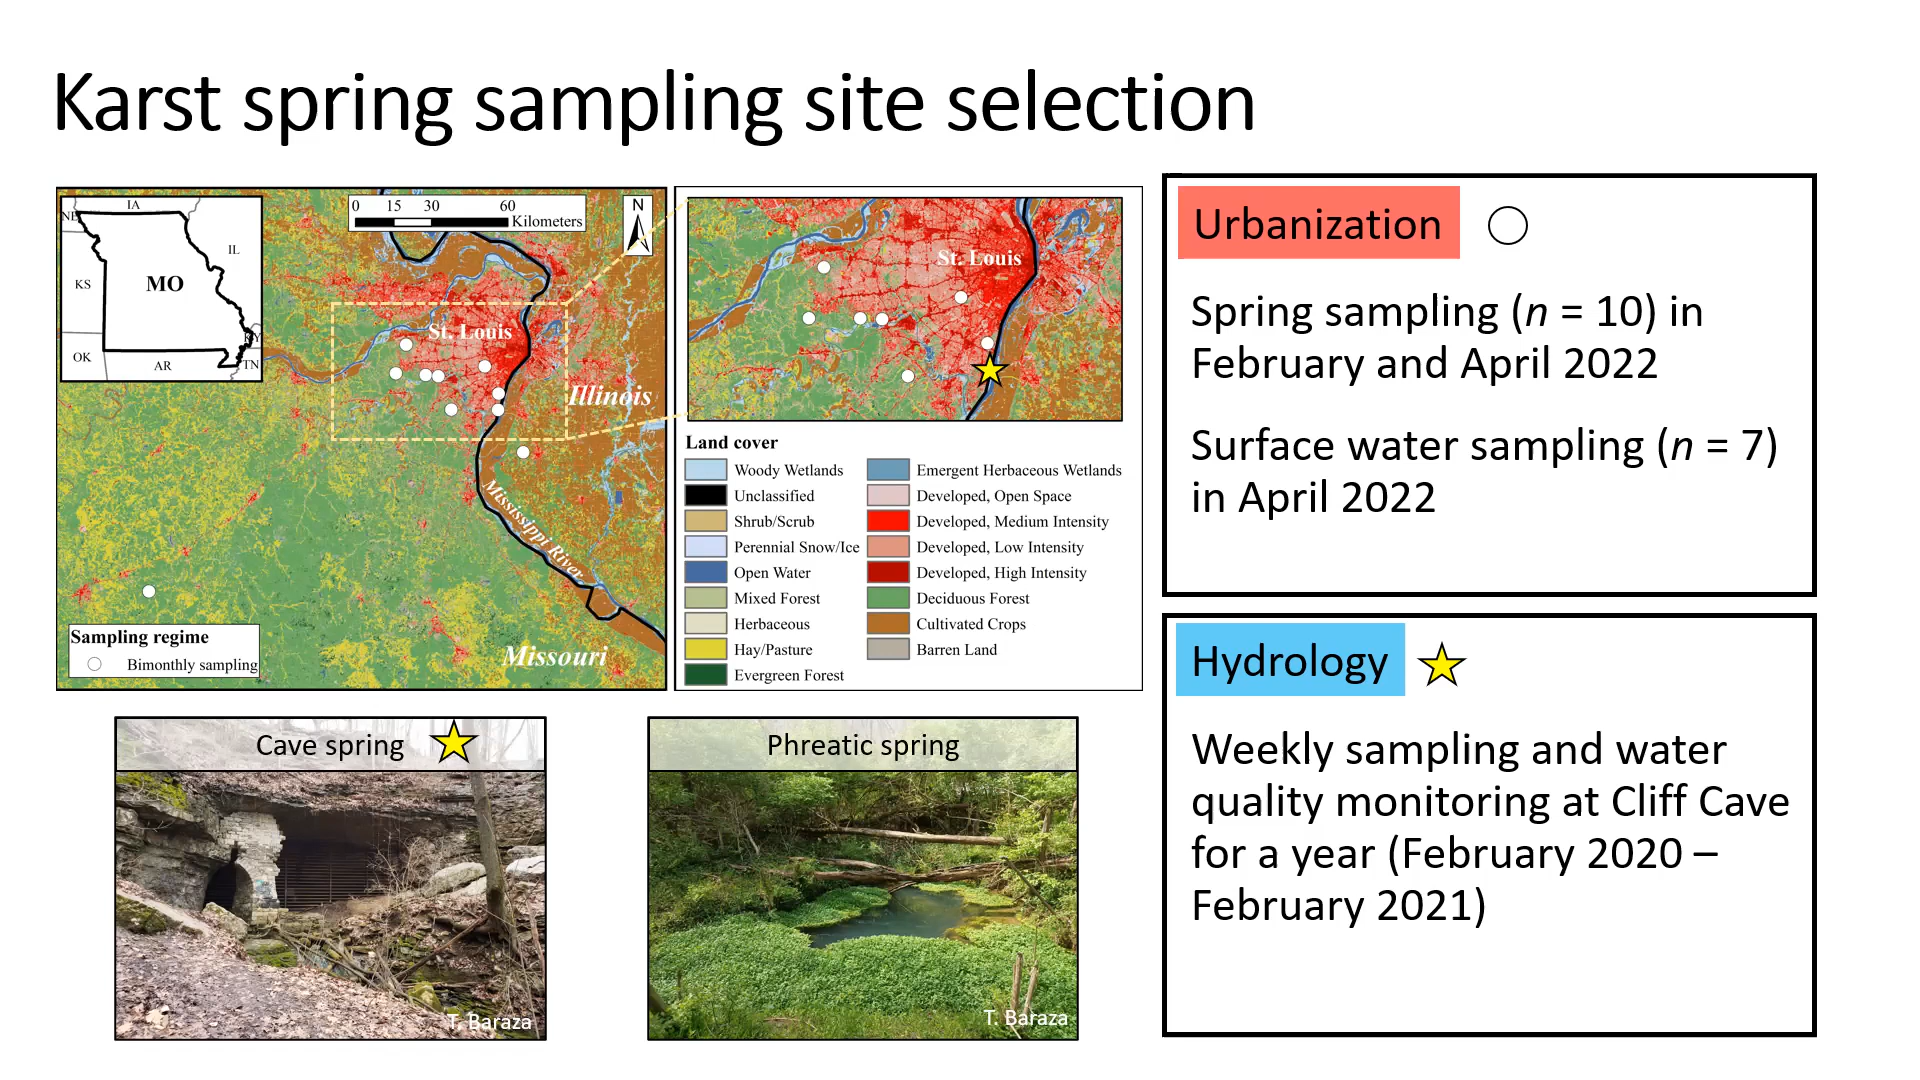 Karst spring sampling site selection
IA
NE
IL
KS
MO
KY
OK
AR
TN
0 15 30 60
Kilometers
N
St. Louis
Illinois
Mississippi River
Missouri
Sampling regime
Bimonthly sampling
St. Louis
Land cover
Woody Wetlands
Unclassified
Shrub/Scrub
Perennial Snow/Ice
Open Water
Mixed Forest
Herbaceous
Hay/Pasture
Evergreen Forest
Emergent Herbaceous Wetlands
Developed, Open Space
Developed, Medium Intensity
Developed, Low Intensity
Developed, High Intensity
Deciduous Forest
Cultivated Crops
Barren Land
Cave spring
T. Baraza
Phreatic spring
T. Baraza
Urbanization
Spring sampling (n = 10) in
February and April 2022
Surface water sampling (n = 7)
in April 2022
Hydrology
Weekly sampling and water
quality monitoring at Cliff Cave
for a year (February 2020 –
February 2021)